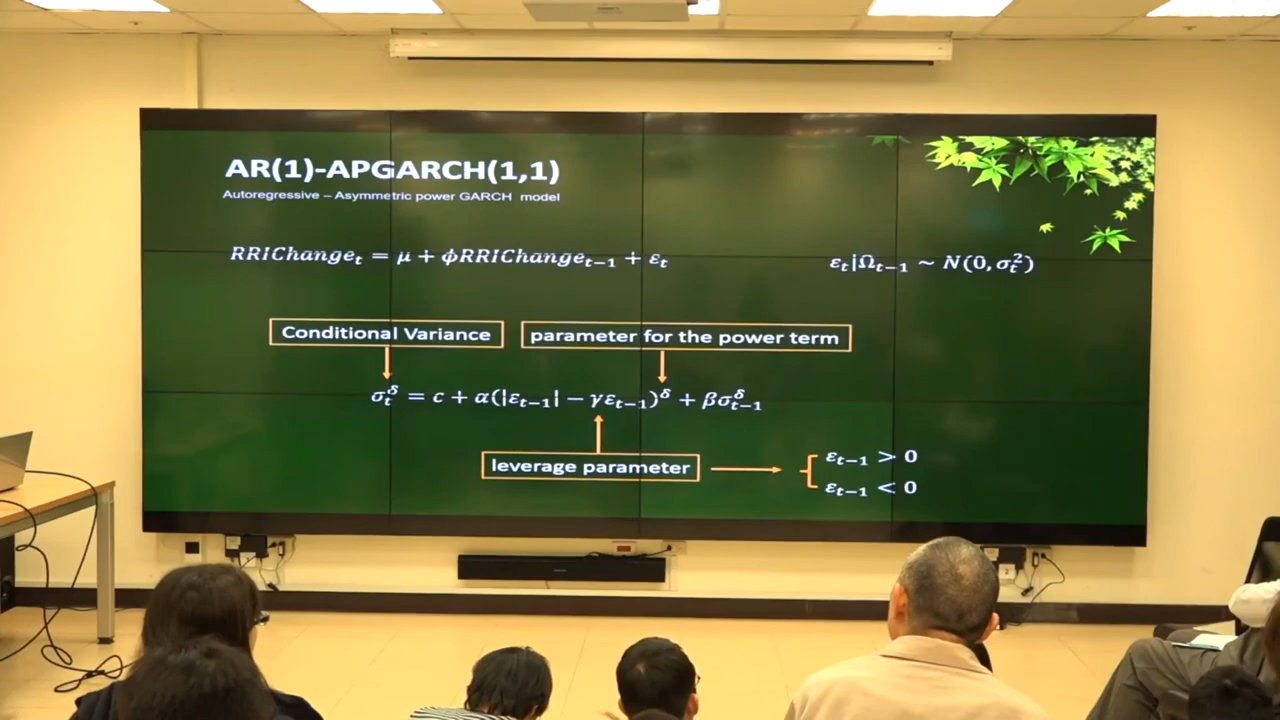 AR(1)-APGARCH(1,1)
Autoregressive – Asymmetric power GARCH model
RRIChange_t = μ + ϕRRIChange_{t−1} + ε_t
ε_t|Ω_{t−1} ~ N(0, σ_t^2)
Conditional Variance
parameter for the power term
σ_t^δ = c + α(|ε_{t−1}| − γε_{t−1})^δ + βσ_{t−1}^δ
leverage parameter
ε_{t−1} > 0
ε_{t−1} < 0